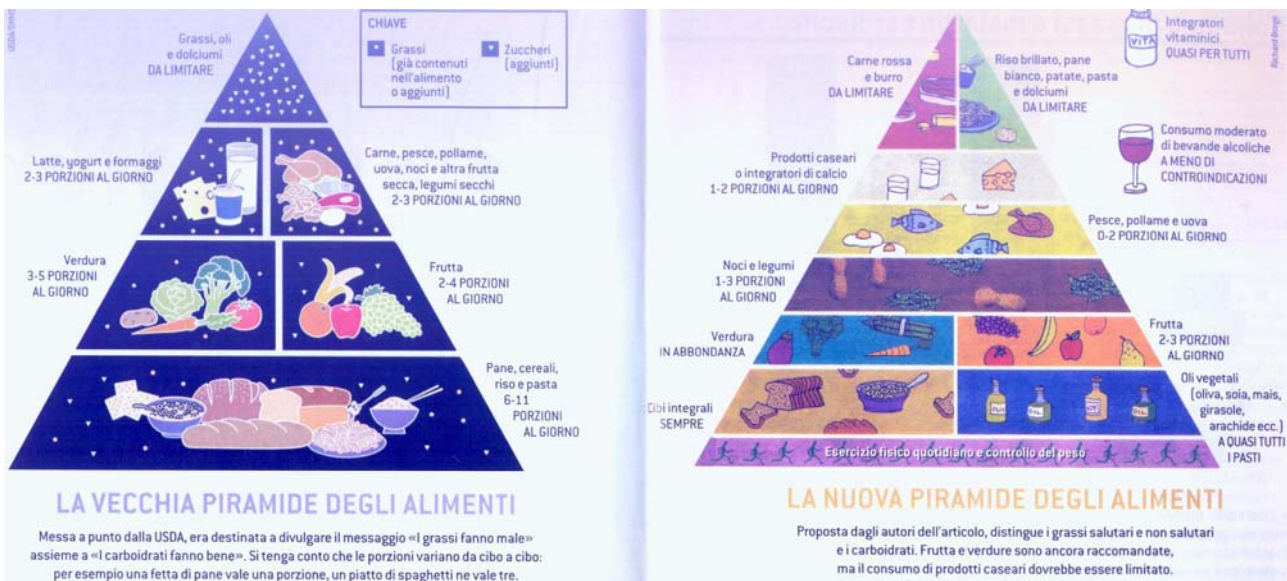 USDA/DHHS
Grassi, oli
e dolciumi
DA LIMITARE
CHIAVE
Grassi
(già contenuti
nell'alimento
o aggiunti)
Zuccheri
(aggiunti)
Latte, yogurt e formaggi
2-3 PORZIONI AL GIORNO
Carne, pesce, pollame,
uova, noci e altra frutta
secca, legumi secchi
2-3 PORZIONI AL GIORNO
Verdura
3-5 PORZIONI
AL GIORNO
Frutta
2-4 PORZIONI
AL GIORNO
Pane, cereali,
riso e pasta
6-11
PORZIONI
AL GIORNO
LA VECCHIA PIRAMIDE DEGLI ALIMENTI
Messa a punto dalla USDA, era destinata a divulgare il messaggio «I grassi fanno male»
assieme a «I carboidrati fanno bene». Si tenga conto che le porzioni variano da cibo a cibo:
per esempio una fetta di pane vale una porzione, un piatto di spaghetti ne vale tre.
Carne rossa
e burro
DA LIMITARE
Riso brillato, pane
bianco, patate, pasta
e dolciumi
DA LIMITARE
VITA
Integratori
vitaminici
QUASI PER TUTTI
Richard Borge
Consumo moderato
di bevande alcoliche
A MENO DI
CONTROINDICAZIONI
Prodotti caseari
o integratori di calcio
1-2 PORZIONI AL GIORNO
Pesce, pollame e uova
0-2 PORZIONI AL GIORNO
Noci e legumi
1-3 PORZIONI
AL GIORNO
Verdura
IN ABBONDANZA
Frutta
2-3 PORZIONI
AL GIORNO
Cibi integrali
SEMPRE
Oli vegetali
(oliva, soia, mais,
girasole,
arachide ecc.)
A QUASI TUTTI
I PASTI
Esercizio fisico quotidiano e controllo del peso
LA NUOVA PIRAMIDE DEGLI ALIMENTI
Proposta dagli autori dell'articolo, distingue i grassi salutari e non salutari
e i carboidrati. Frutta e verdure sono ancora raccomandate,
ma il consumo di prodotti caseari dovrebbe essere limitato.